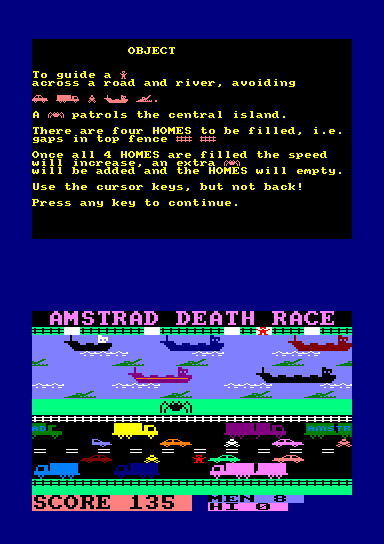 OBJECT
To guide a
across a road and river, avoiding
.
A patrols the central island.
There are four HOMES to be filled, i.e.
gaps in top fence
Once all 4 HOMES are filled the speed
will increase, an extra
will be added and the HOMES will empty.
Use the cursor keys, but not back!
Press any key to continue.
AMSTRAD DEATH RACE
AD
AMSTR
SCORE 135
MEN 8
HI 0